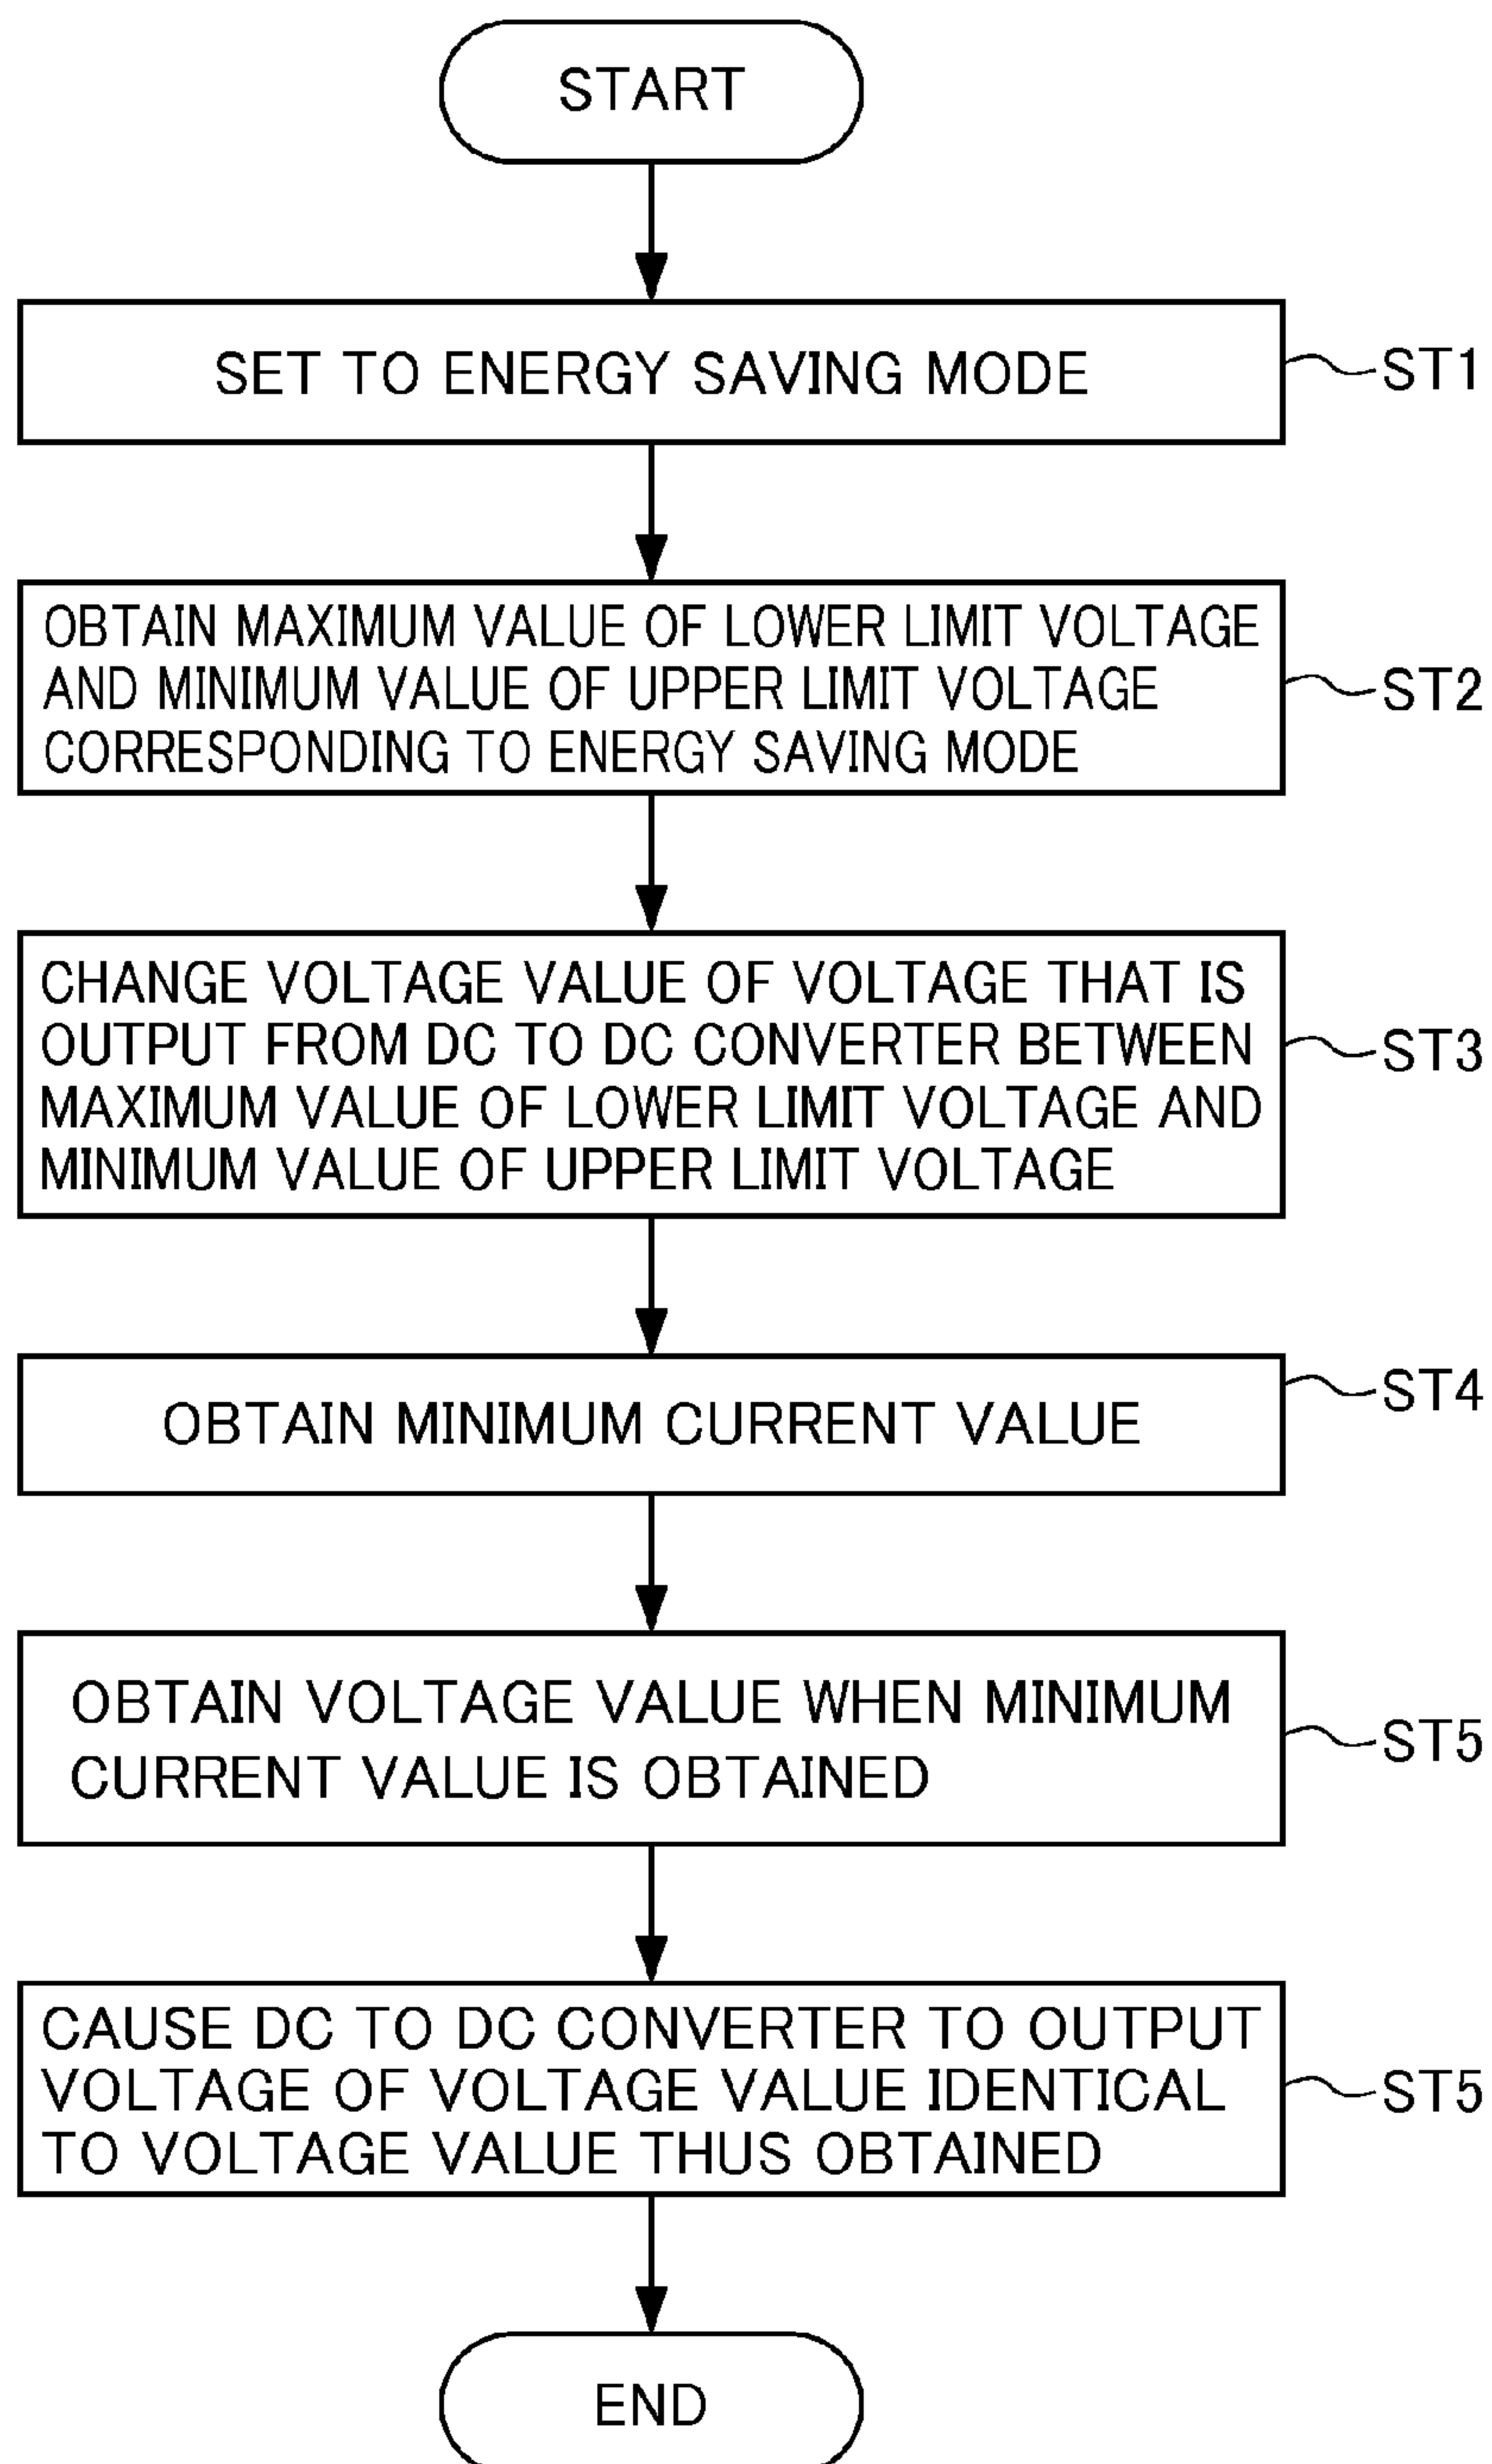 START
SET TO ENERGY SAVING MODE
ST1
OBTAIN MAXIMUM VALUE OF LOWER LIMIT VOLTAGE
AND MINIMUM VALUE OF UPPER LIMIT VOLTAGE
CORRESPONDING TO ENERGY SAVING MODE
ST2
CHANGE VOLTAGE VALUE OF VOLTAGE THAT IS
OUTPUT FROM DC TO DC CONVERTER BETWEEN
MAXIMUM VALUE OF LOWER LIMIT VOLTAGE AND
MINIMUM VALUE OF UPPER LIMIT VOLTAGE
ST3
OBTAIN MINIMUM CURRENT VALUE
ST4
OBTAIN VOLTAGE VALUE WHEN MINIMUM
CURRENT VALUE IS OBTAINED
ST5
CAUSE DC TO DC CONVERTER TO OUTPUT
VOLTAGE OF VOLTAGE VALUE IDENTICAL
TO VOLTAGE VALUE THUS OBTAINED
ST5
END